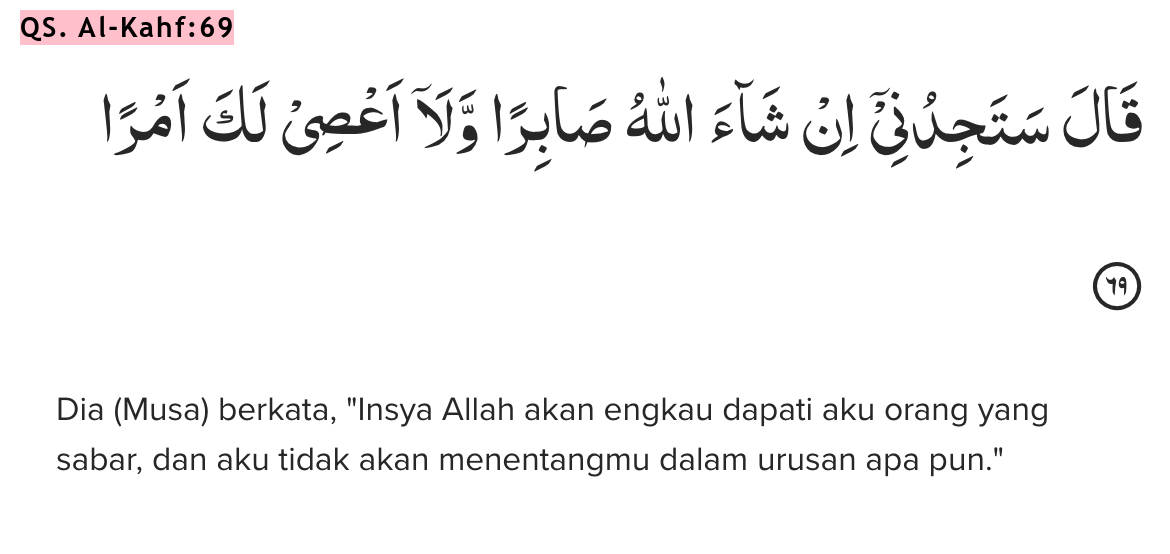 QS. Al-Kahf:69
قَالَ سَتَجِدُنِيْٓ اِنْ شَاۤءَ اللّٰهُ صَابِرًا وَّلَآ اَعْصِيْ لَكَ اَمْرًا
٦٩
Dia (Musa) berkata, "Insya Allah akan engkau dapati aku orang yang
sabar, dan aku tidak akan menentangmu dalam urusan apa pun."